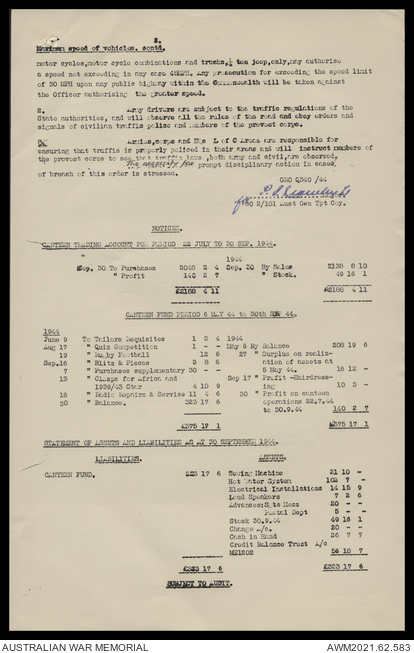 2.
Maximum speed of vehicles. contd.
motor cycles, motor cycle combinations and trucks, ¼ ton jeep, only, may authorise
a speed not exceeding in any case 40MPH. Any prosecution for exceeding the speed limit
of 30 MPH upon any public highway within the Commonwealth will be taken against
the Officer authorising the greater speed.
2. Army drivers are subject to the traffic regulations of the
State authorities, and will observe all the rules of the road and obey orders and
signals of civilian traffic police and members of the provost corps.
Armies, corps and Hqs L of C Areas are responsible for
ensuring that traffic is properly policed in their areas and will instruct members of
the provost corps to see that traffic laws, both army and civil, are observed.
The necessity for prompt disciplinary action in cases
of breach of this order is stressed.
GRO Q340 /44
for OC 2/101 Aust Gen Tpt Coy.
NOTICES.
CANTEEN TRADING ACCOUNT FOR PERIOD 22 JULY TO 30 SEP. 1944.
1944
Sep. 30 To Purchases 2048 2 4 Sep. 30 By Sales 2138 8 10
" Profit 140 2 7 " Stock. 49 16 1
£2188 4 11 £2188 4 11
CANTEEN FUND PERIOD 6 MAY 44 to 30th SEP 44.
1944
June 9 To Tailors Requisites 1 3 4 1944
Aug 17 " Quiz Competition 1 - - May 6 By Balance 208 19 6
19 " Rugby Football 12 6 27 " Surplus on realiz-
Sep.16 " Blits & Pieces 3 8 6 ation of assets at
7 " Purchases supplementary 30 - - 5 May 44. 16 12 -
13 " Clasps for Africa and Sep 17 " Profit -Hairdress-
1939/43 Star 4 10 9 ing 10 3 -
16 " Radio Repairs & Service 11 4 6 30 " Profit on canteen
30 " Balance. 323 17 6 operations 22.7.44
to 30.9.44 140 2 7
£375 17 1 £375 17 1
STATEMENT OF ASSETS AND LIABILITIES AS AT 30 SEPTEMBER 1944.
LIABILITIES. ASSETS.
CANTEEN FUND. 323 17 6 Sewing Machine 21 10 -
Hot Water System 102 7 -
Electrical Installations 14 15 9
Loud Speakers 7 2 6
Advances: Sgts Mess 20 - -
Postal Dept 5 - -
Stock 30.9.44 49 16 1
Change A/c. 20 - -
Cash in Hand 26 7 7
Credit Balance Trust A/c
M21202 56 18 7
£323 17 6 £323 17 6
SUBJECT TO AUDIT.
AUSTRALIAN WAR MEMORIAL AWM2021.62.583